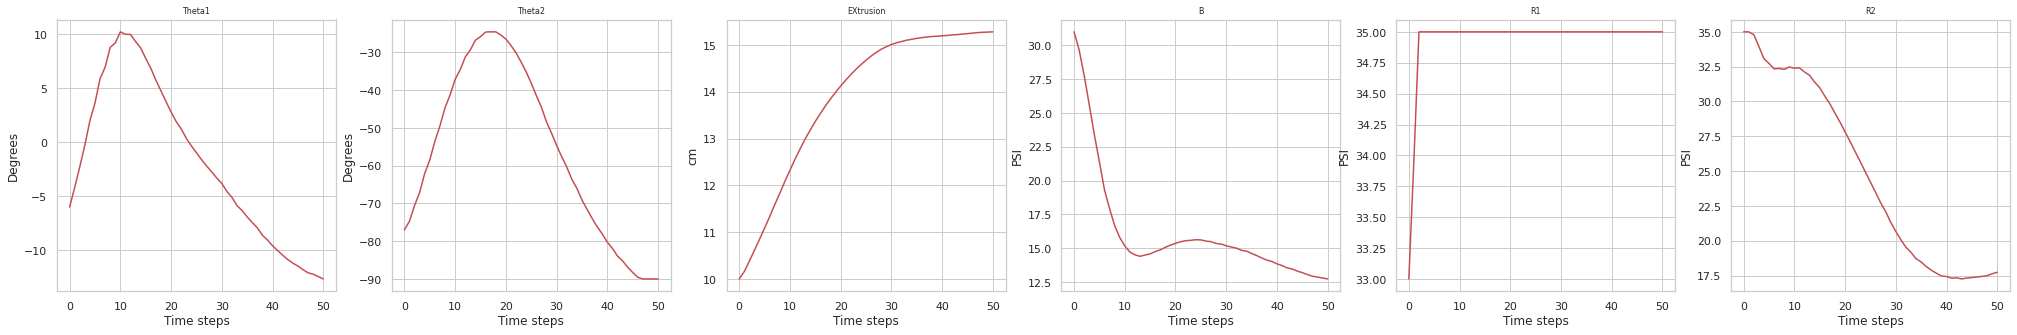 Theta1
Degrees
10
5
0
−5
−10
0 10 20 30 40 50
Time steps
Theta2
Degrees
−30
−40
−50
−60
−70
−80
−90
0 10 20 30 40 50
Time steps
EXtrusion
cm
15
14
13
12
11
10
0 10 20 30 40 50
Time steps
B
PSI
30.0
27.5
25.0
22.5
20.0
17.5
15.0
12.5
0 10 20 30 40 50
Time steps
R1
PSI
35.00
34.75
34.50
34.25
34.00
33.75
33.50
33.25
33.00
0 10 20 30 40 50
Time steps
R2
PSI
35.0
32.5
30.0
27.5
25.0
22.5
20.0
17.5
0 10 20 30 40 50
Time steps